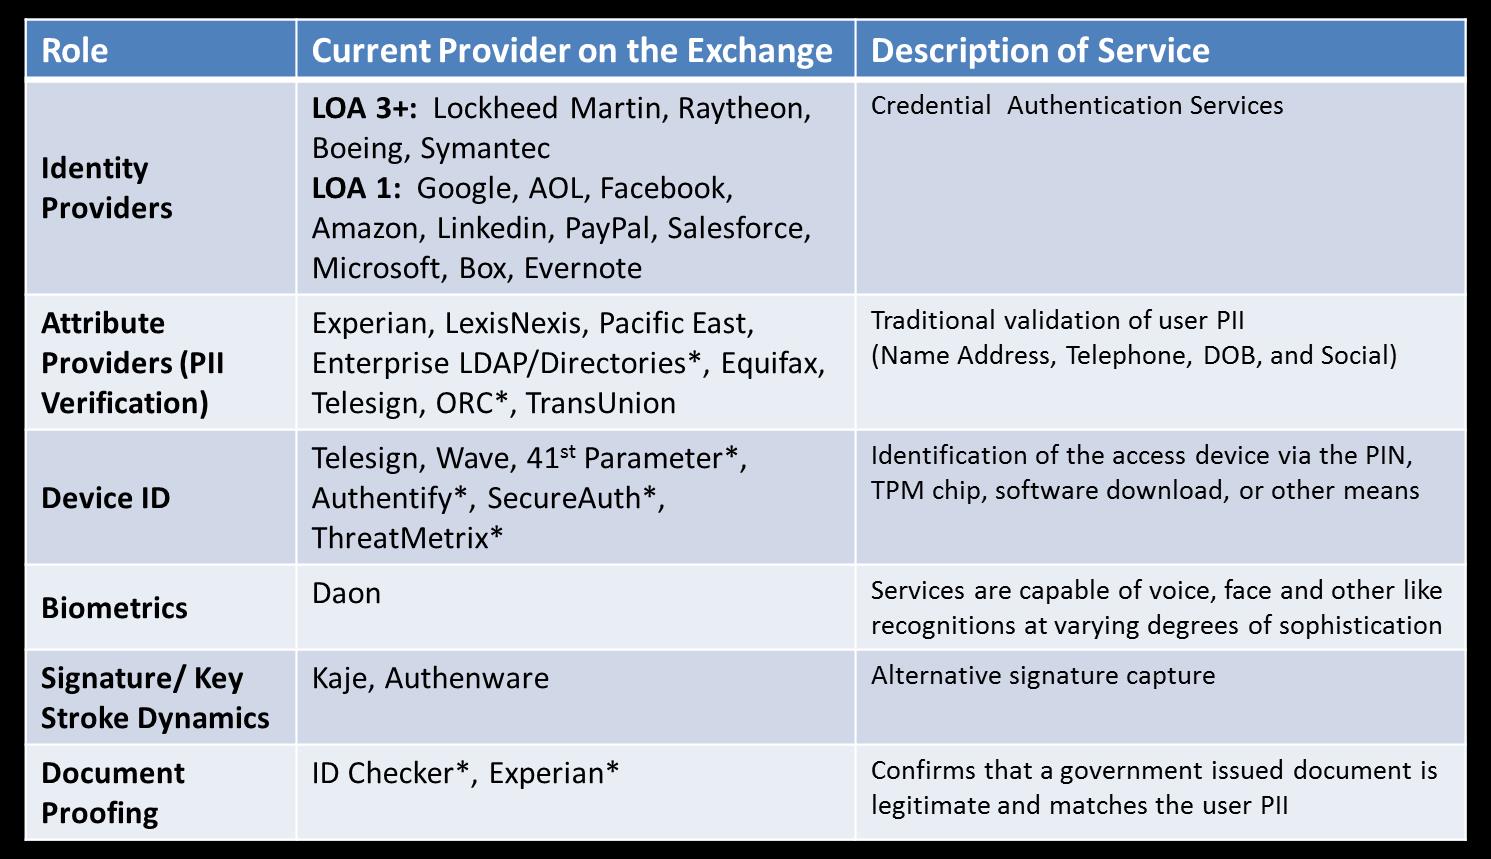 Role
Current Provider on the Exchange
Description of Service
Identity
Providers
LOA 3+: Lockheed Martin, Raytheon,
Boeing, Symantec
LOA 1: Google, AOL, Facebook,
Amazon, Linkedin, PayPal, Salesforce,
Microsoft, Box, Evernote
Credential Authentication Services
Attribute
Providers (PII
Verification)
Experian, LexisNexis, Pacific East,
Enterprise LDAP/Directories*, Equifax,
Telesign, ORC*, TransUnion
Traditional validation of user PII
(Name Address, Telephone, DOB, and Social)
Device ID
Telesign, Wave, 41st Parameter*,
Authentify*, SecureAuth*,
ThreatMetrix*
Identification of the access device via the PIN,
TPM chip, software download, or other means
Biometrics
Daon
Services are capable of voice, face and other like
recognitions at varying degrees of sophistication
Signature/ Key
Stroke Dynamics
Kaje, Authenware
Alternative signature capture
Document
Proofing
ID Checker*, Experian*
Confirms that a government issued document is
legitimate and matches the user PII